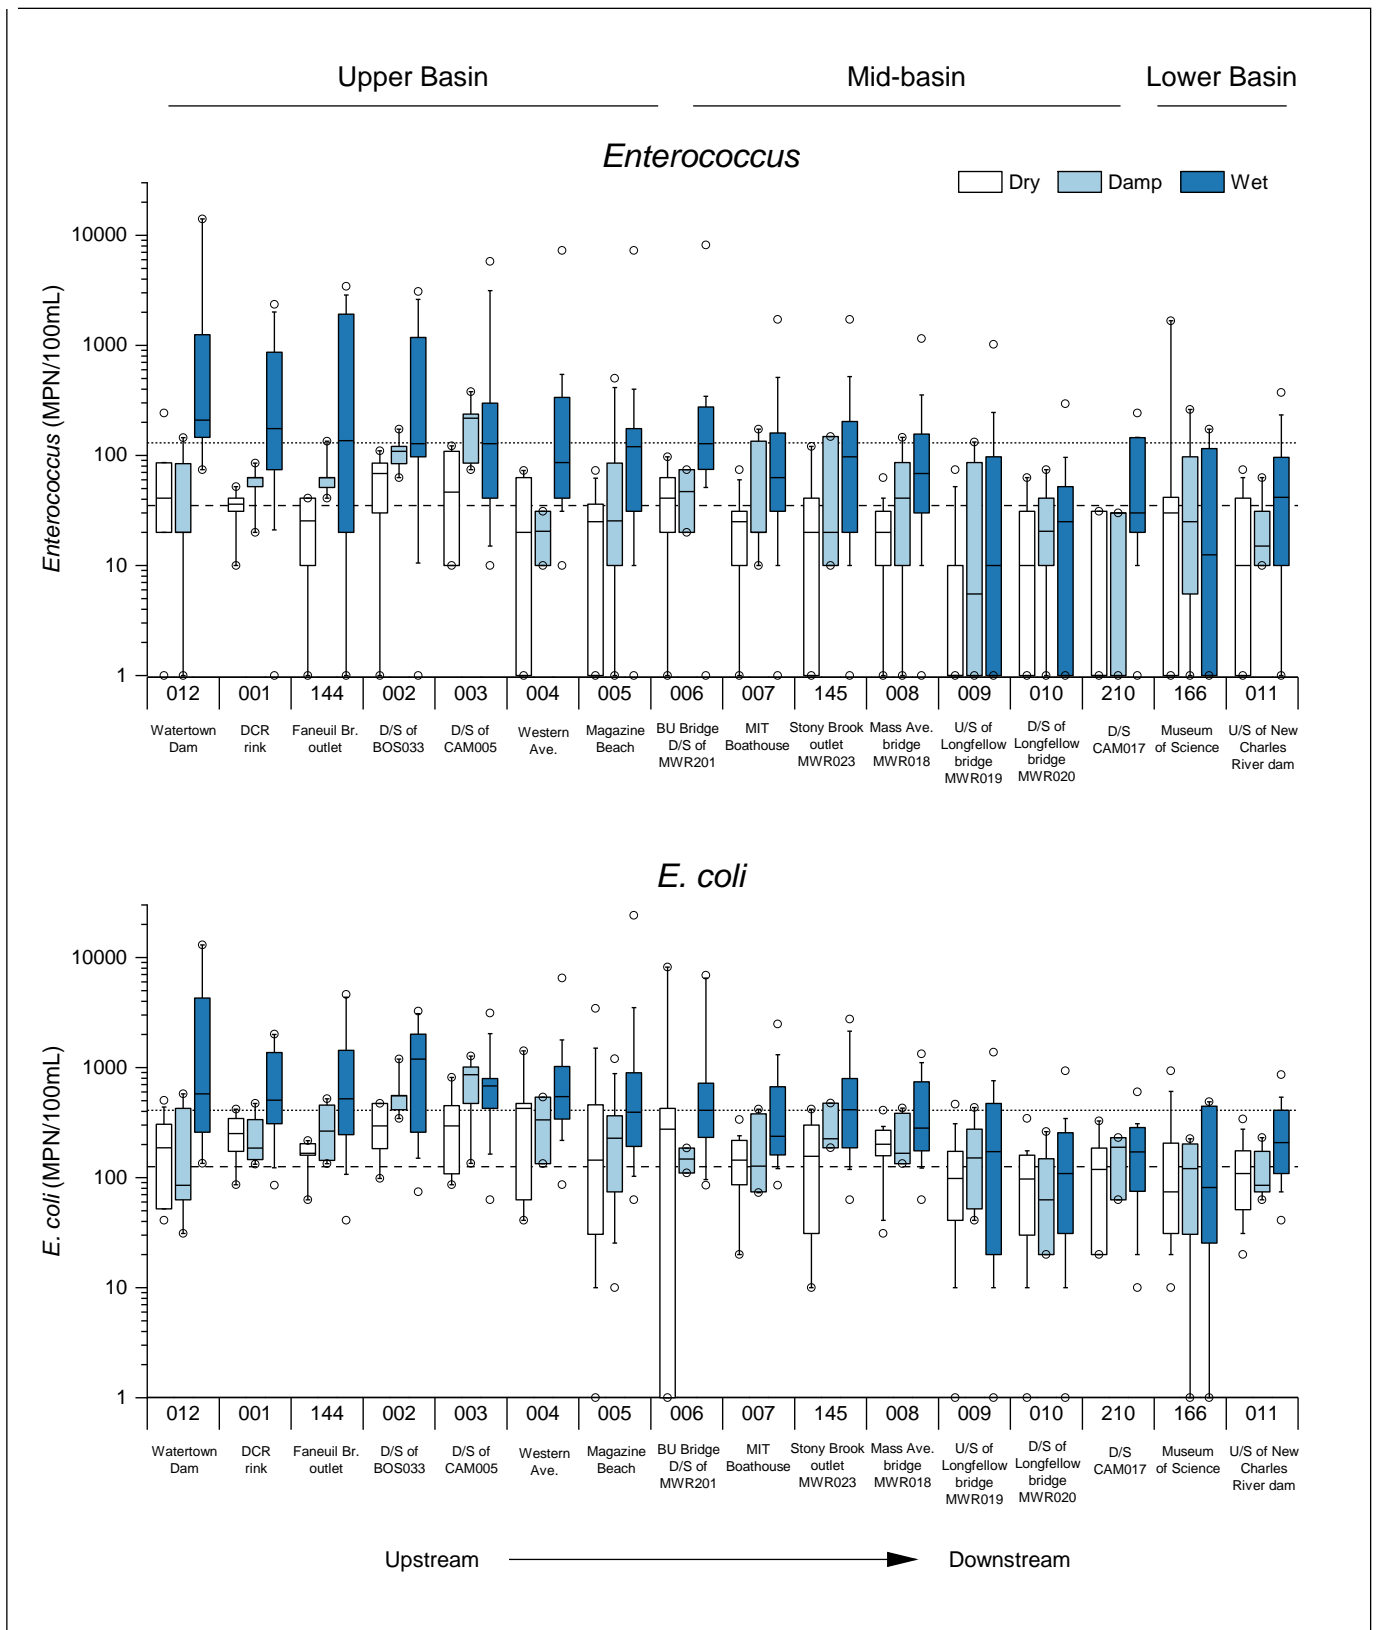 Upper Basin Mid-basin Lower Basin
Enterococcus
Dry Damp Wet
Enterococcus (MPN/100mL)
10000
1000
100
10
1
012 001 144 002 003 004 005 006 007 145 008 009 010 210 166 011
Watertown DCR Faneuil Br. D/S of D/S of Western Magazine BU Bridge MIT Stony Brook Mass Ave. U/S of D/S of D/S Museum U/S of New
Dam rink outlet BOS033 CAM005 Ave. Beach D/S of Boathouse outlet bridge Longfellow Longfellow CAM017 of Science Charles
MWR201 MWR023 MWR018 bridge bridge River dam
MWR019 MWR020
E. coli
E. coli (MPN/100mL)
10000
1000
100
10
1
012 001 144 002 003 004 005 006 007 145 008 009 010 210 166 011
Watertown DCR Faneuil Br. D/S of D/S of Western Magazine BU Bridge MIT Stony Brook Mass Ave. U/S of D/S of D/S Museum U/S of New
Dam rink outlet BOS033 CAM005 Ave. Beach D/S of Boathouse outlet bridge Longfellow Longfellow CAM017 of Science Charles
MWR201 MWR023 MWR018 bridge bridge River dam
MWR019 MWR020
Upstream Downstream